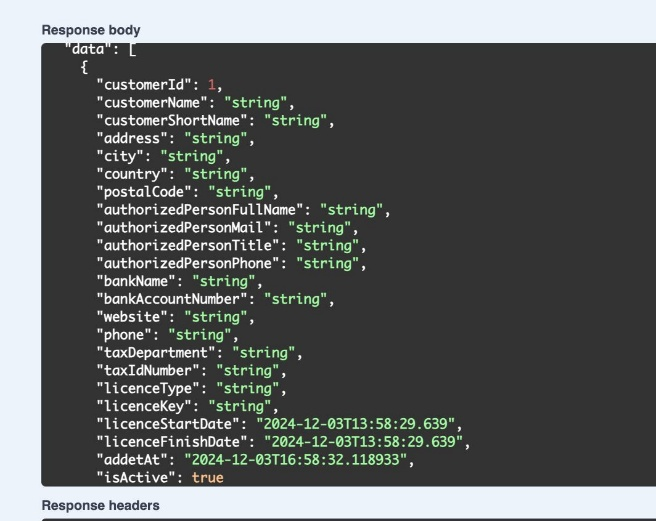 Response body
"data": [
{
"customerId": 1,
"customerName": "string",
"customerShortName": "string",
"address": "string",
"city": "string",
"country": "string",
"postalCode": "string",
"authorizedPersonFullName": "string",
"authorizedPersonMail": "string",
"authorizedPersonTitle": "string",
"authorizedPersonPhone": "string",
"bankName": "string",
"bankAccountNumber": "string",
"website": "string",
"phone": "string",
"taxDepartment": "string",
"taxIdNumber": "string",
"licenceType": "string",
"licenceKey": "string",
"licenceStartDate": "2024-12-03T13:58:29.639",
"licenceFinishDate": "2024-12-03T13:58:29.639",
"addetAt": "2024-12-03T16:58:32.118933",
"isActive": true
Response headers